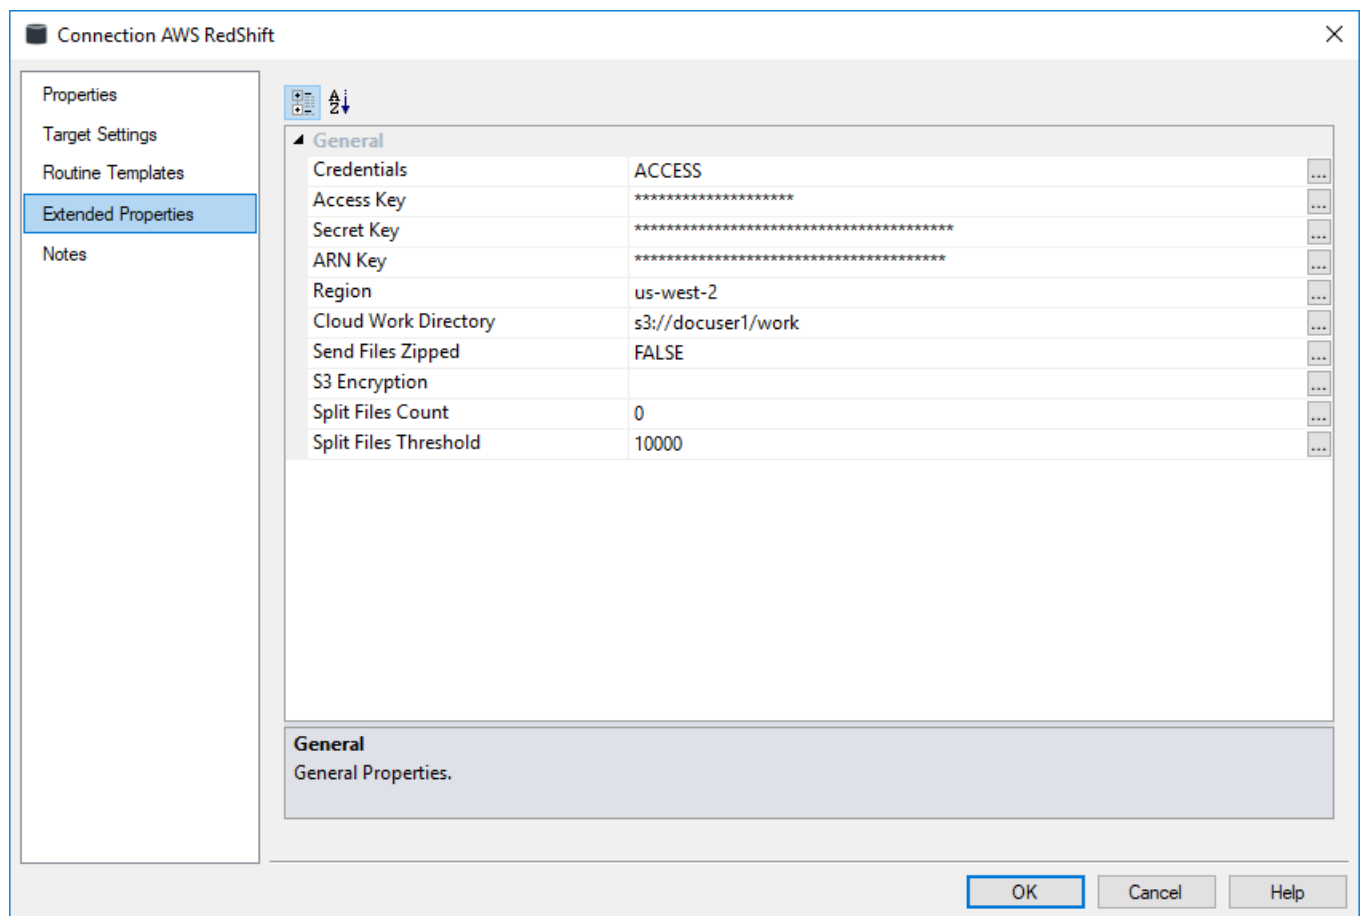 Connection AWS RedShift
Properties
Target Settings
Routine Templates
Extended Properties
Notes
General
Credentials ACCESS
Access Key ********************
Secret Key ****************************************
ARN Key ***************************************
Region us-west-2
Cloud Work Directory s3://docuser1/work
Send Files Zipped FALSE
S3 Encryption
Split Files Count 0
Split Files Threshold 10000
General
General Properties.
OK Cancel Help